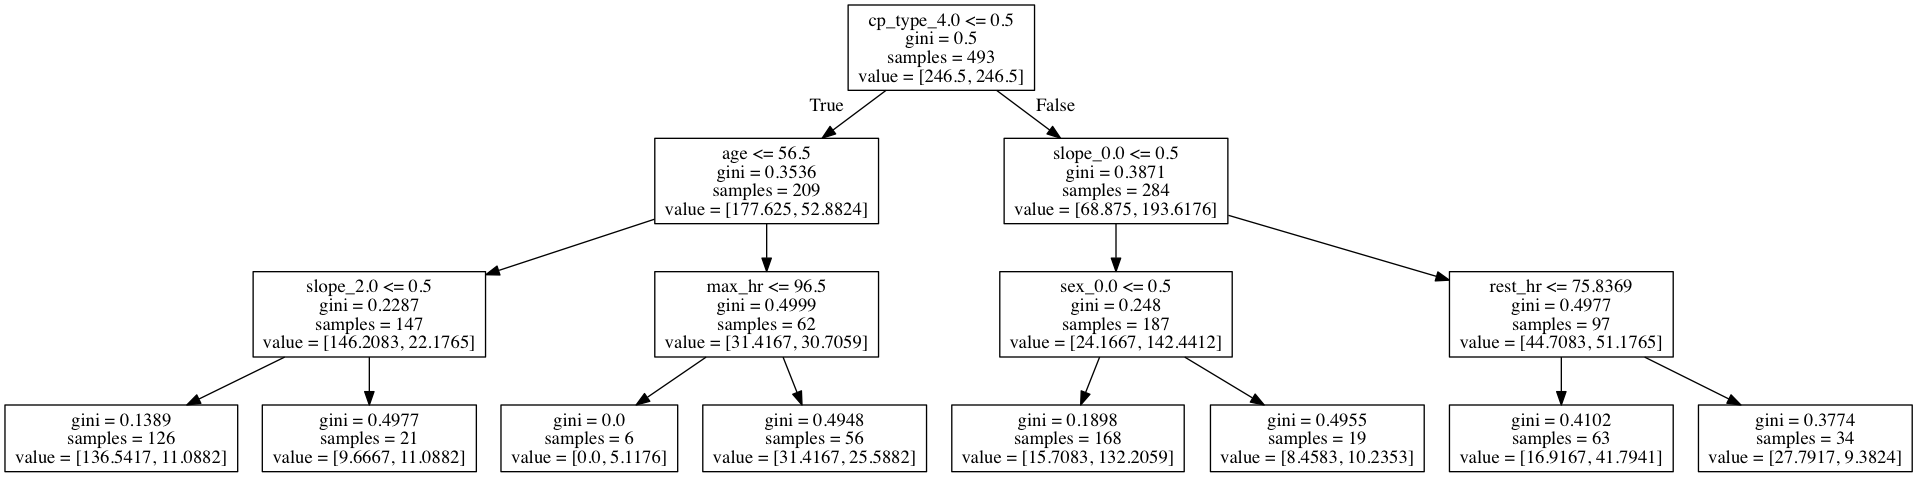 cp_type_4.0 <= 0.5
gini = 0.5
samples = 493
value = [246.5, 246.5]
True
False
age <= 56.5
gini = 0.3536
samples = 209
value = [177.625, 52.8824]
slope_0.0 <= 0.5
gini = 0.3871
samples = 284
value = [68.875, 193.6176]
slope_2.0 <= 0.5
gini = 0.2287
samples = 147
value = [146.2083, 22.1765]
max_hr <= 96.5
gini = 0.4999
samples = 62
value = [31.4167, 30.7059]
sex_0.0 <= 0.5
gini = 0.248
samples = 187
value = [24.1667, 142.4412]
rest_hr <= 75.8369
gini = 0.4977
samples = 97
value = [44.7083, 51.1765]
gini = 0.1389
samples = 126
value = [136.5417, 11.0882]
gini = 0.4977
samples = 21
value = [9.6667, 11.0882]
gini = 0.0
samples = 6
value = [0.0, 5.1176]
gini = 0.4948
samples = 56
value = [31.4167, 25.5882]
gini = 0.1898
samples = 168
value = [15.7083, 132.2059]
gini = 0.4955
samples = 19
value = [8.4583, 10.2353]
gini = 0.4102
samples = 63
value = [16.9167, 41.7941]
gini = 0.3774
samples = 34
value = [27.7917, 9.3824]